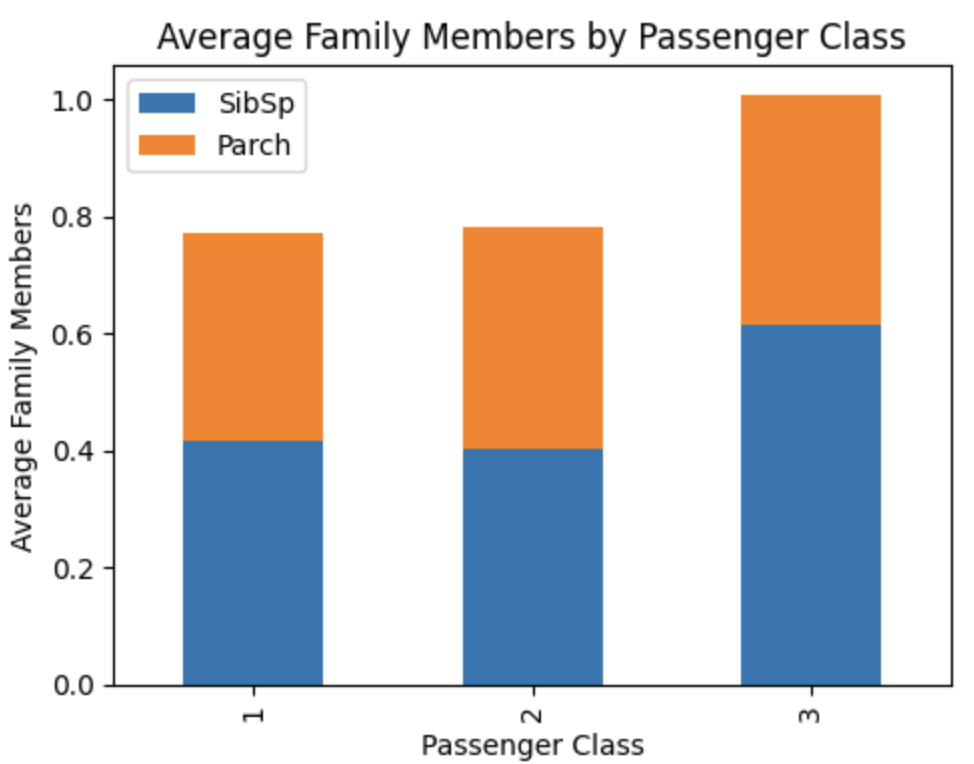 Average Family Members by Passenger Class
SibSp
Parch
Average Family Members
1.0
0.8
0.6
0.4
0.2
0.0
1
2
3
Passenger Class